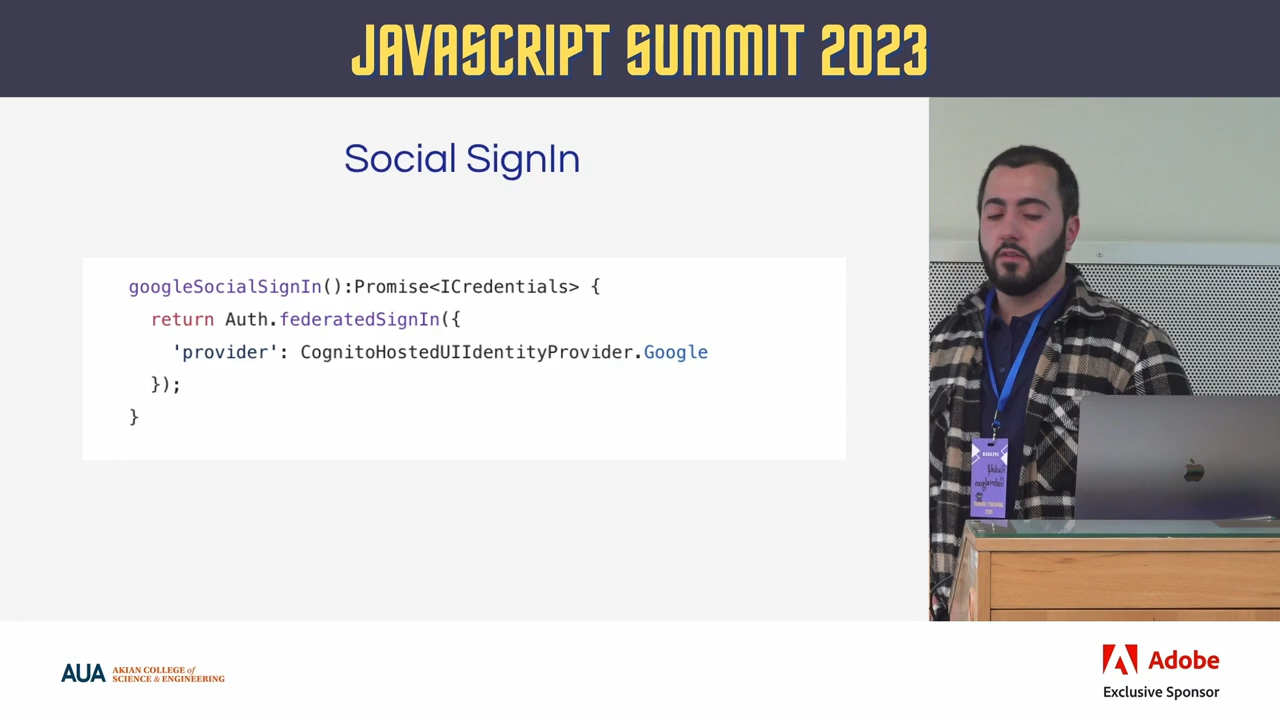 JAVASCRIPT SUMMIT 2023
Social SignIn
googleSocialSignIn():Promise<ICredentials> {
return Auth.federatedSignIn({
'provider': CognitoHostedUIIdentityProvider.Google
});
}
AUA AKIAN COLLEGE of
SCIENCE & ENGINEERING
Adobe
Exclusive Sponsor